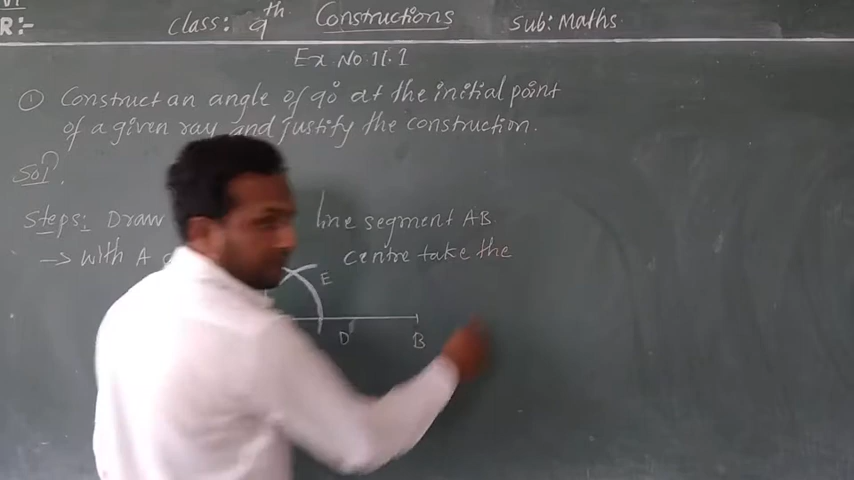 R:- Class: 9th Constructions Sub: Maths
Ex. No. 11.1
① Construct an angle of 90° at the initial point
of a given ray and justify the construction.
Sol?.
Steps: Draw line segment AB
→ with A centre take the
E
D B